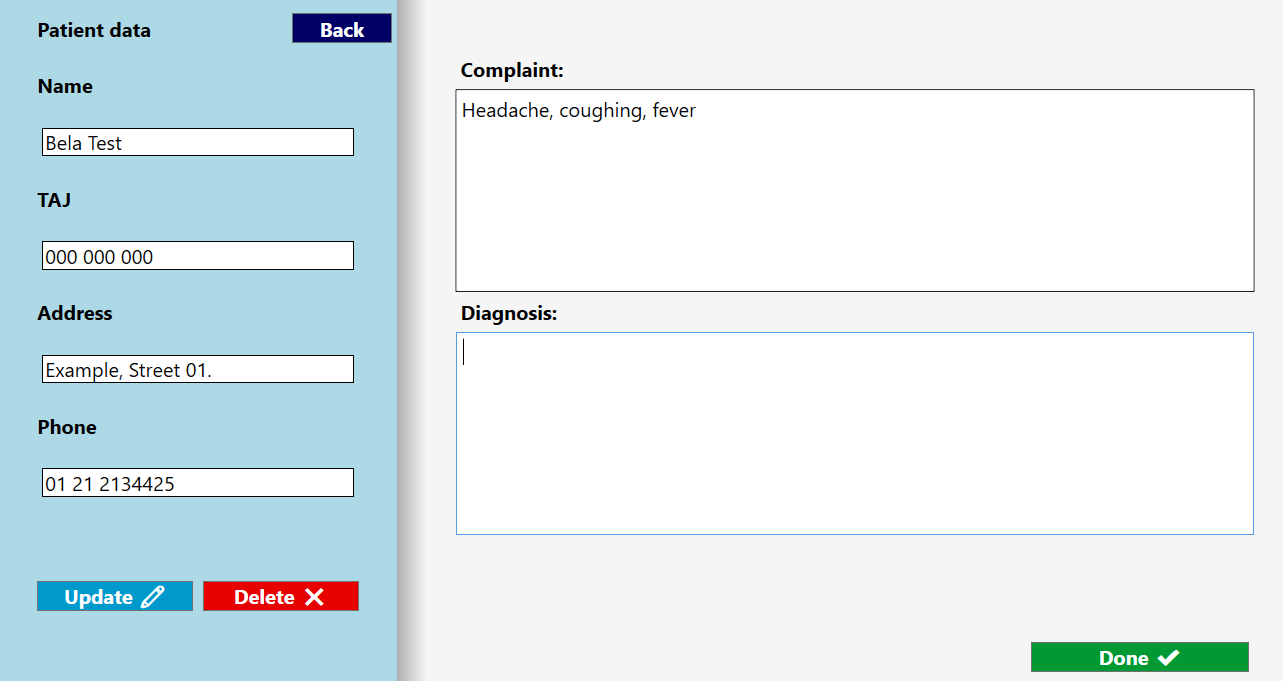 Patient data
Back
Name
Bela Test
TAJ
000 000 000
Address
Example, Street 01.
Phone
01 21 2134425
Update
Delete
Complaint:
Headache, coughing, fever
Diagnosis:
Done